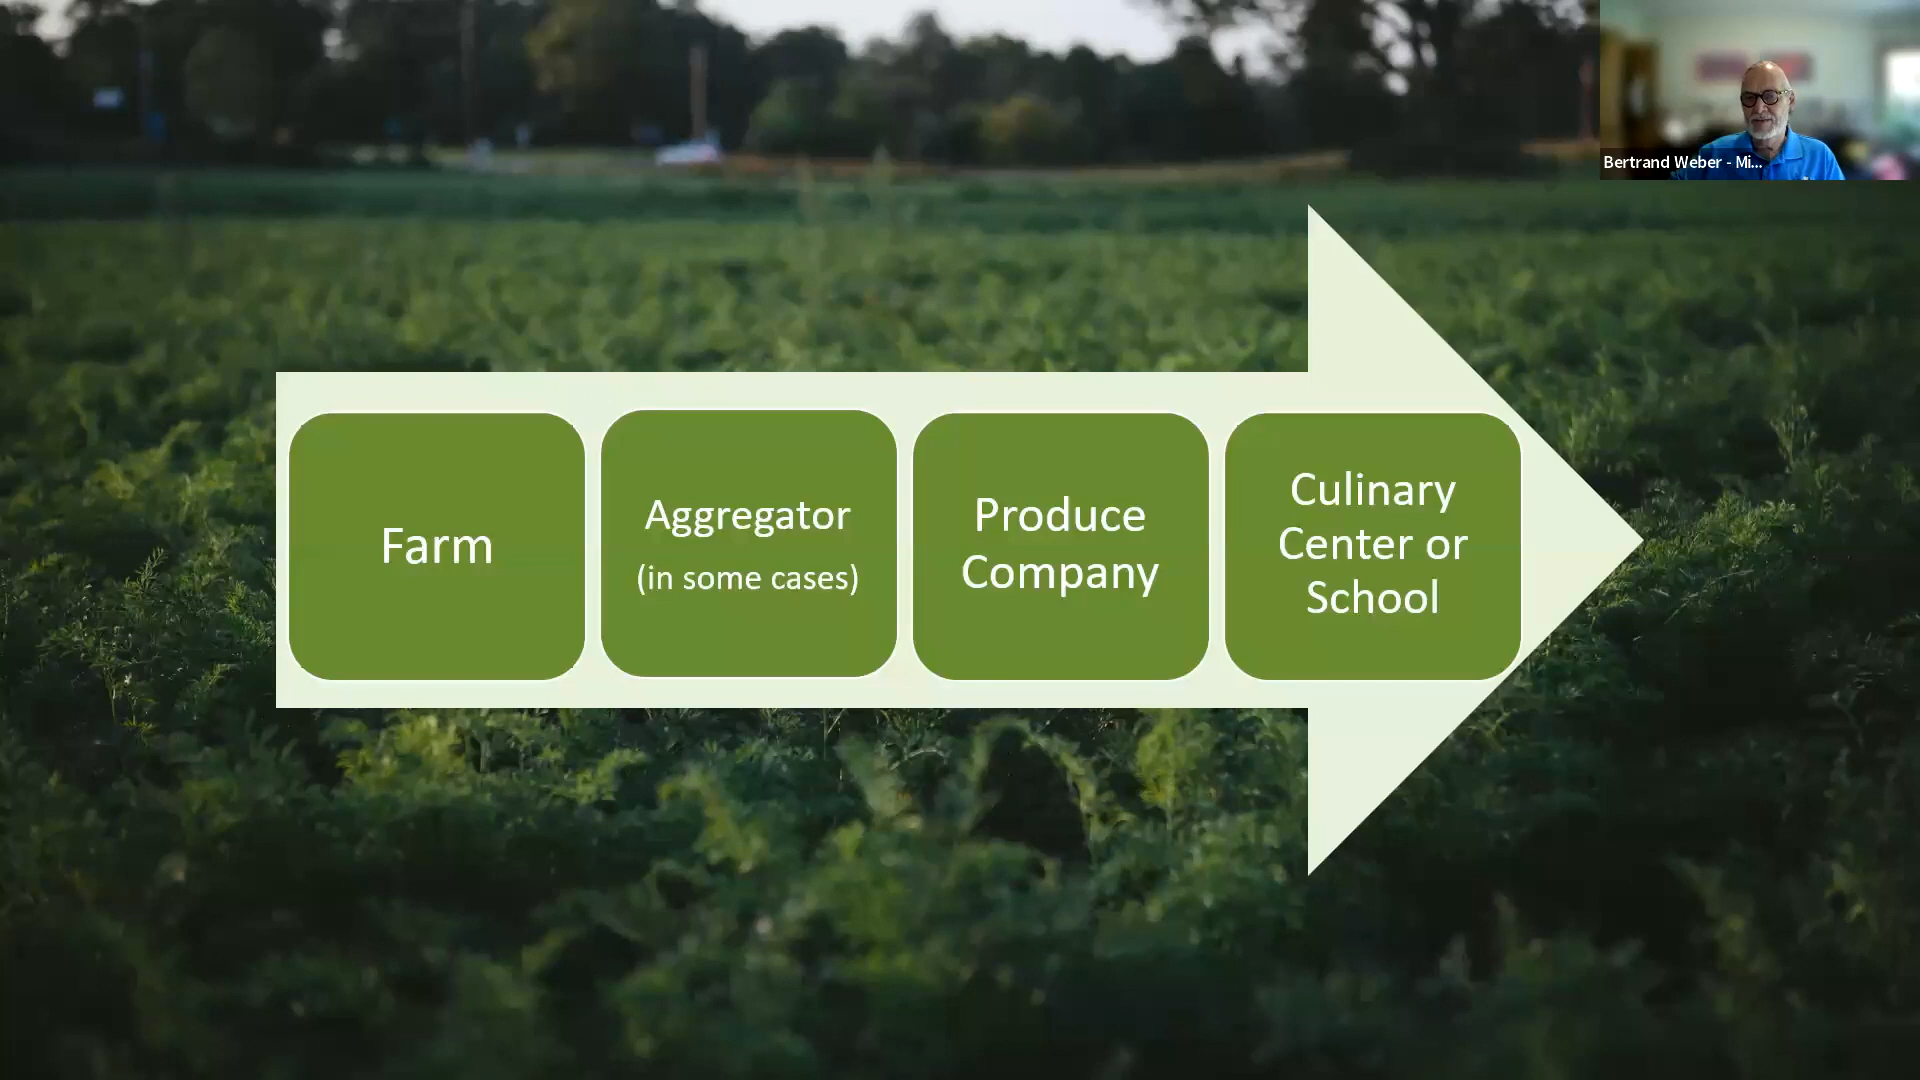 Bertrand Weber - Mi...
Farm
Aggregator
(in some cases)
Produce
Company
Culinary
Center or
School